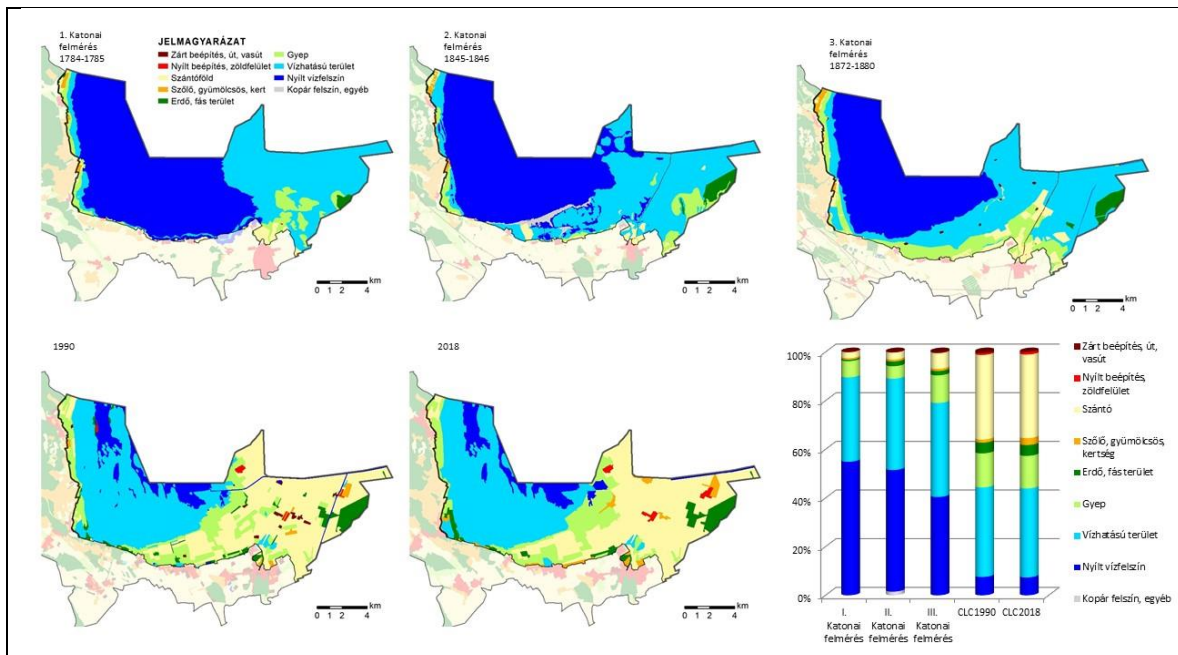 1. Katonai
felmérés
1784-1785
JELMAGYARÁZAT
Zárt beépítés, út, vasút
Nyílt beépítés, zöldfelület
Szántóföld
Szőlő, gyümölcsös, kert
Erdő, fás terület
Gyep
Vízhatású terület
Nyílt vízfelszín
Kopár felszín, egyéb
0 1 2 4
km
2. Katonai
felmérés
1845-1846
0 1 2 4
km
3. Katonai
felmérés
1872-1880
0 1 2 4
km
1990
0 1 2 4
km
2018
0 1 2 4
km
100%
80%
60%
40%
20%
0%
I.
Katonai
felmérés
II.
Katonai
felmérés
III.
Katonai
felmérés
CLC1990
CLC2018
Zárt beépítés, út,
vasút
Nyílt beépítés,
zöldfelület
Szántó
Szőlő, gyümölcsös,
kertség
Erdő, fás terület
Gyep
Vízhatású terület
Nyílt vízfelszín
Kopár felszín, egyéb